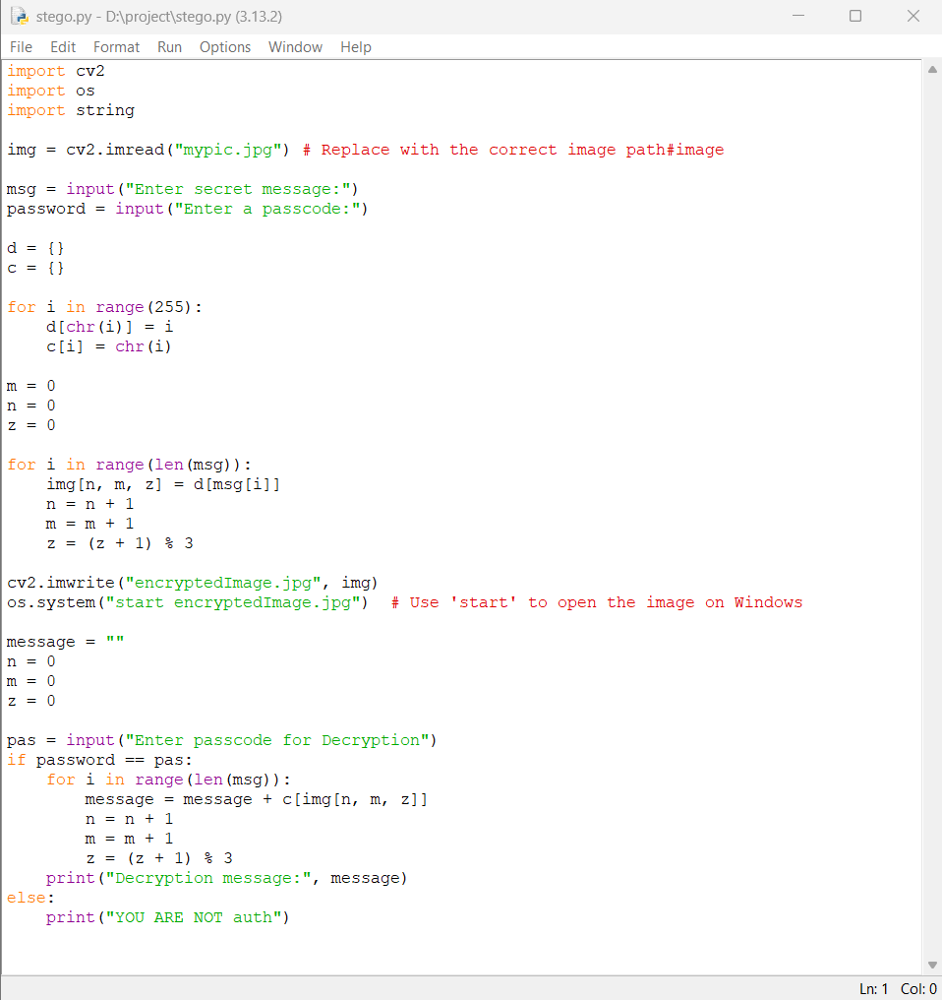 stego.py - D:\project\stego.py (3.13.2)
File Edit Format Run Options Window Help
import cv2
import os
import string

img = cv2.imread("mypic.jpg") # Replace with the correct image path#image

msg = input("Enter secret message:")
password = input("Enter a passcode:")

d = {}
c = {}

for i in range(255):
    d[chr(i)] = i
    c[i] = chr(i)

m = 0
n = 0
z = 0

for i in range(len(msg)):
    img[n, m, z] = d[msg[i]]
    n = n + 1
    m = m + 1
    z = (z + 1) % 3

cv2.imwrite("encryptedImage.jpg", img)
os.system("start encryptedImage.jpg")  # Use 'start' to open the image on Windows

message = ""
n = 0
m = 0
z = 0

pas = input("Enter passcode for Decryption")
if password == pas:
    for i in range(len(msg)):
        message = message + c[img[n, m, z]]
        n = n + 1
        m = m + 1
        z = (z + 1) % 3
    print("Decryption message:", message)
else:
    print("YOU ARE NOT auth")
Ln: 1 Col: 0